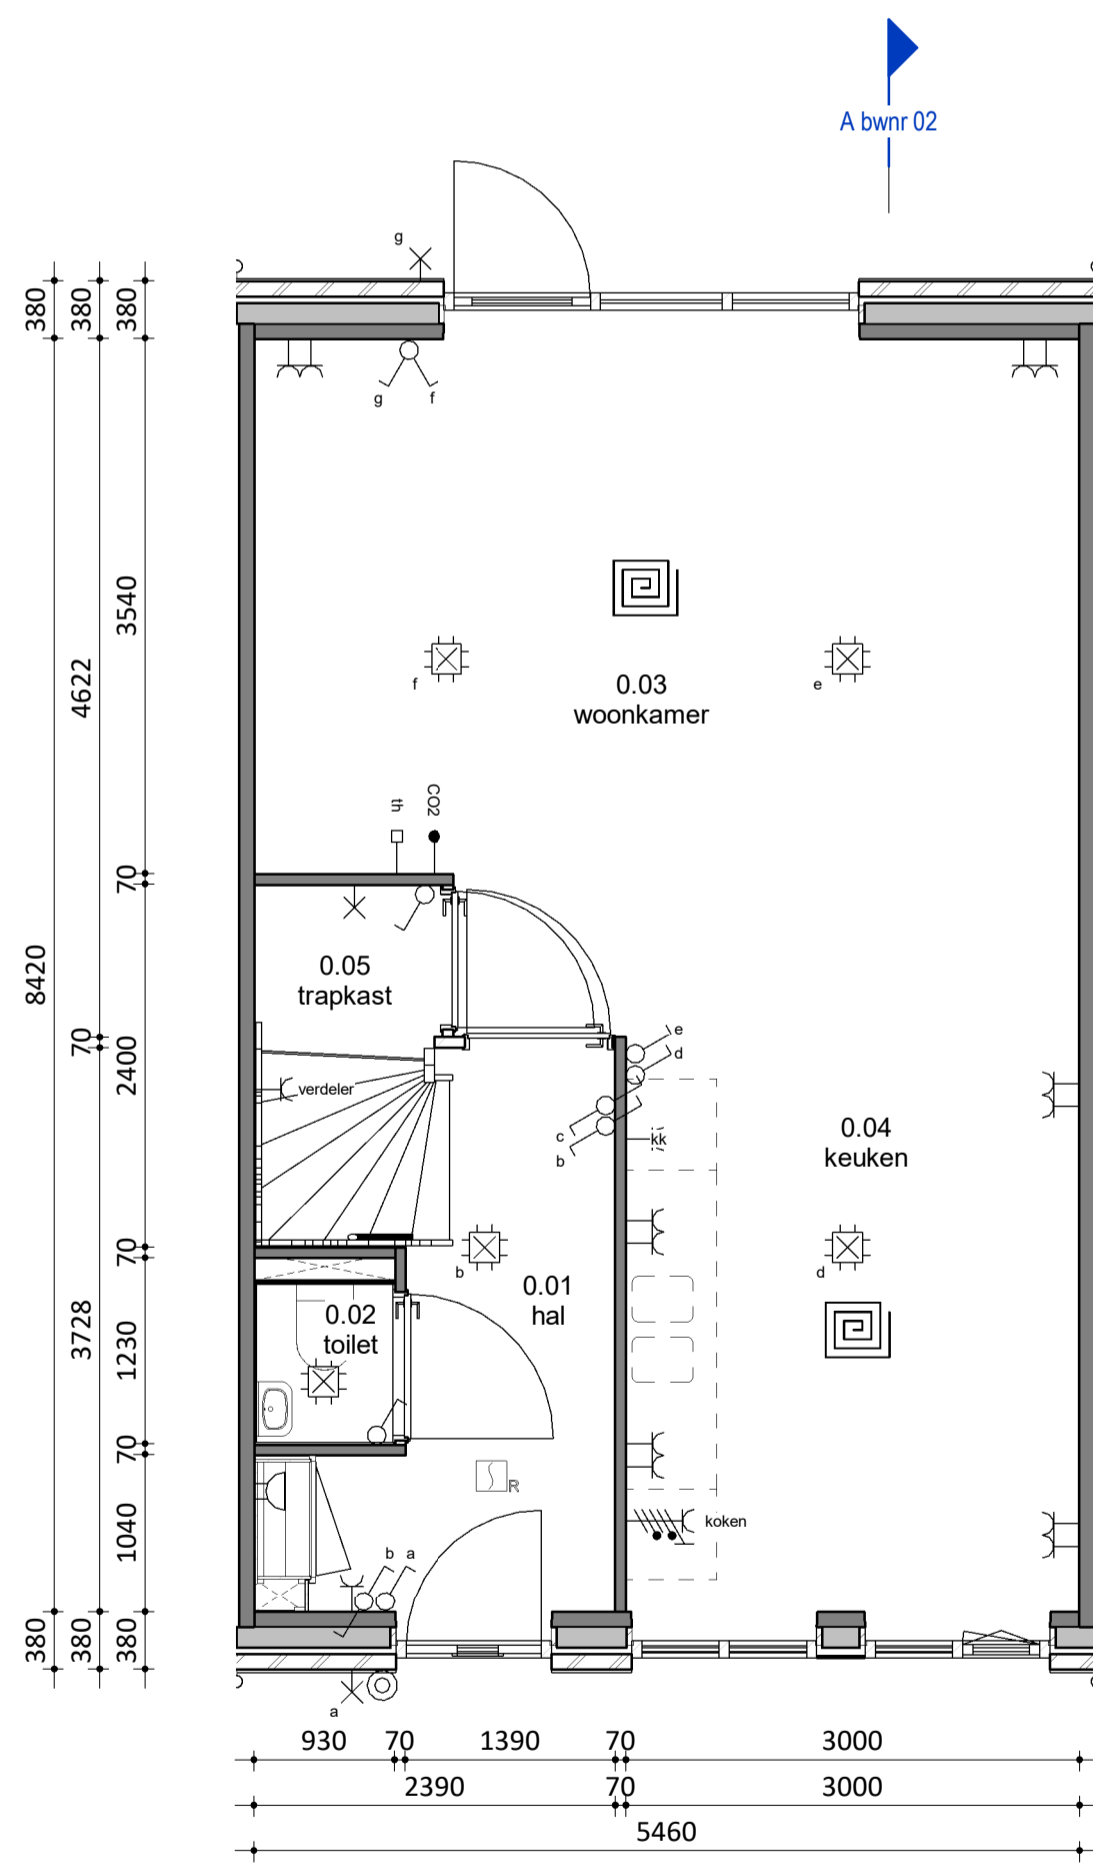 A bwnr 02
g
380
380
380
g
f
3540
4622
f
e
0.03
woonkamer
th
CO2
70
8420
0.05
trapkast
70
2400
e
d
verdeler
c
b
kk
0.04
keuken
70
b
0.01
hal
d
3728
1230
0.02
toilet
70
R
1040
koken
b
a
380
380
380
a
930
70
1390
70
3000
2390
70
3000
5460